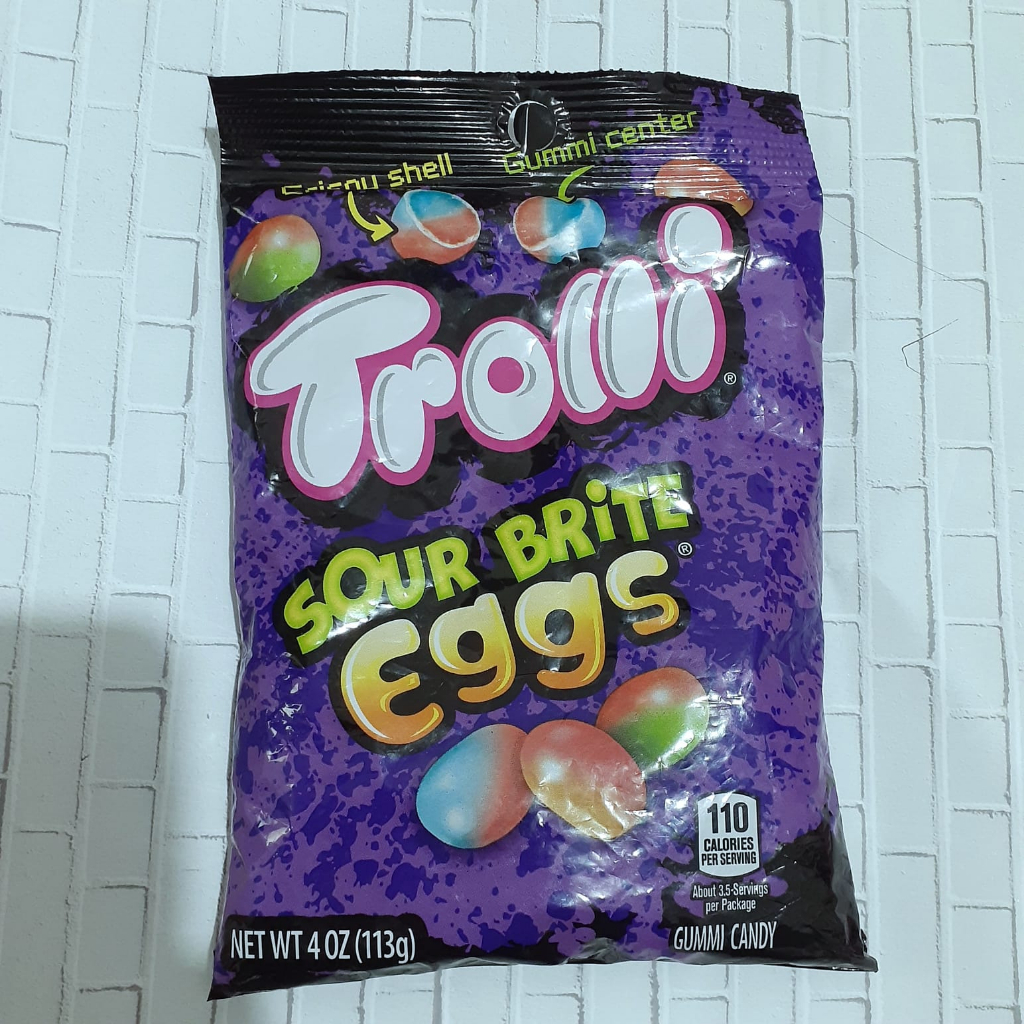 Crispy shell
Gummi center
Trolli®
SOUR BRITE
Eggs®
110
CALORIES
PER SERVING
About 3.5-Servings
per Package
NET WT 4 OZ (113g)
GUMMI CANDY